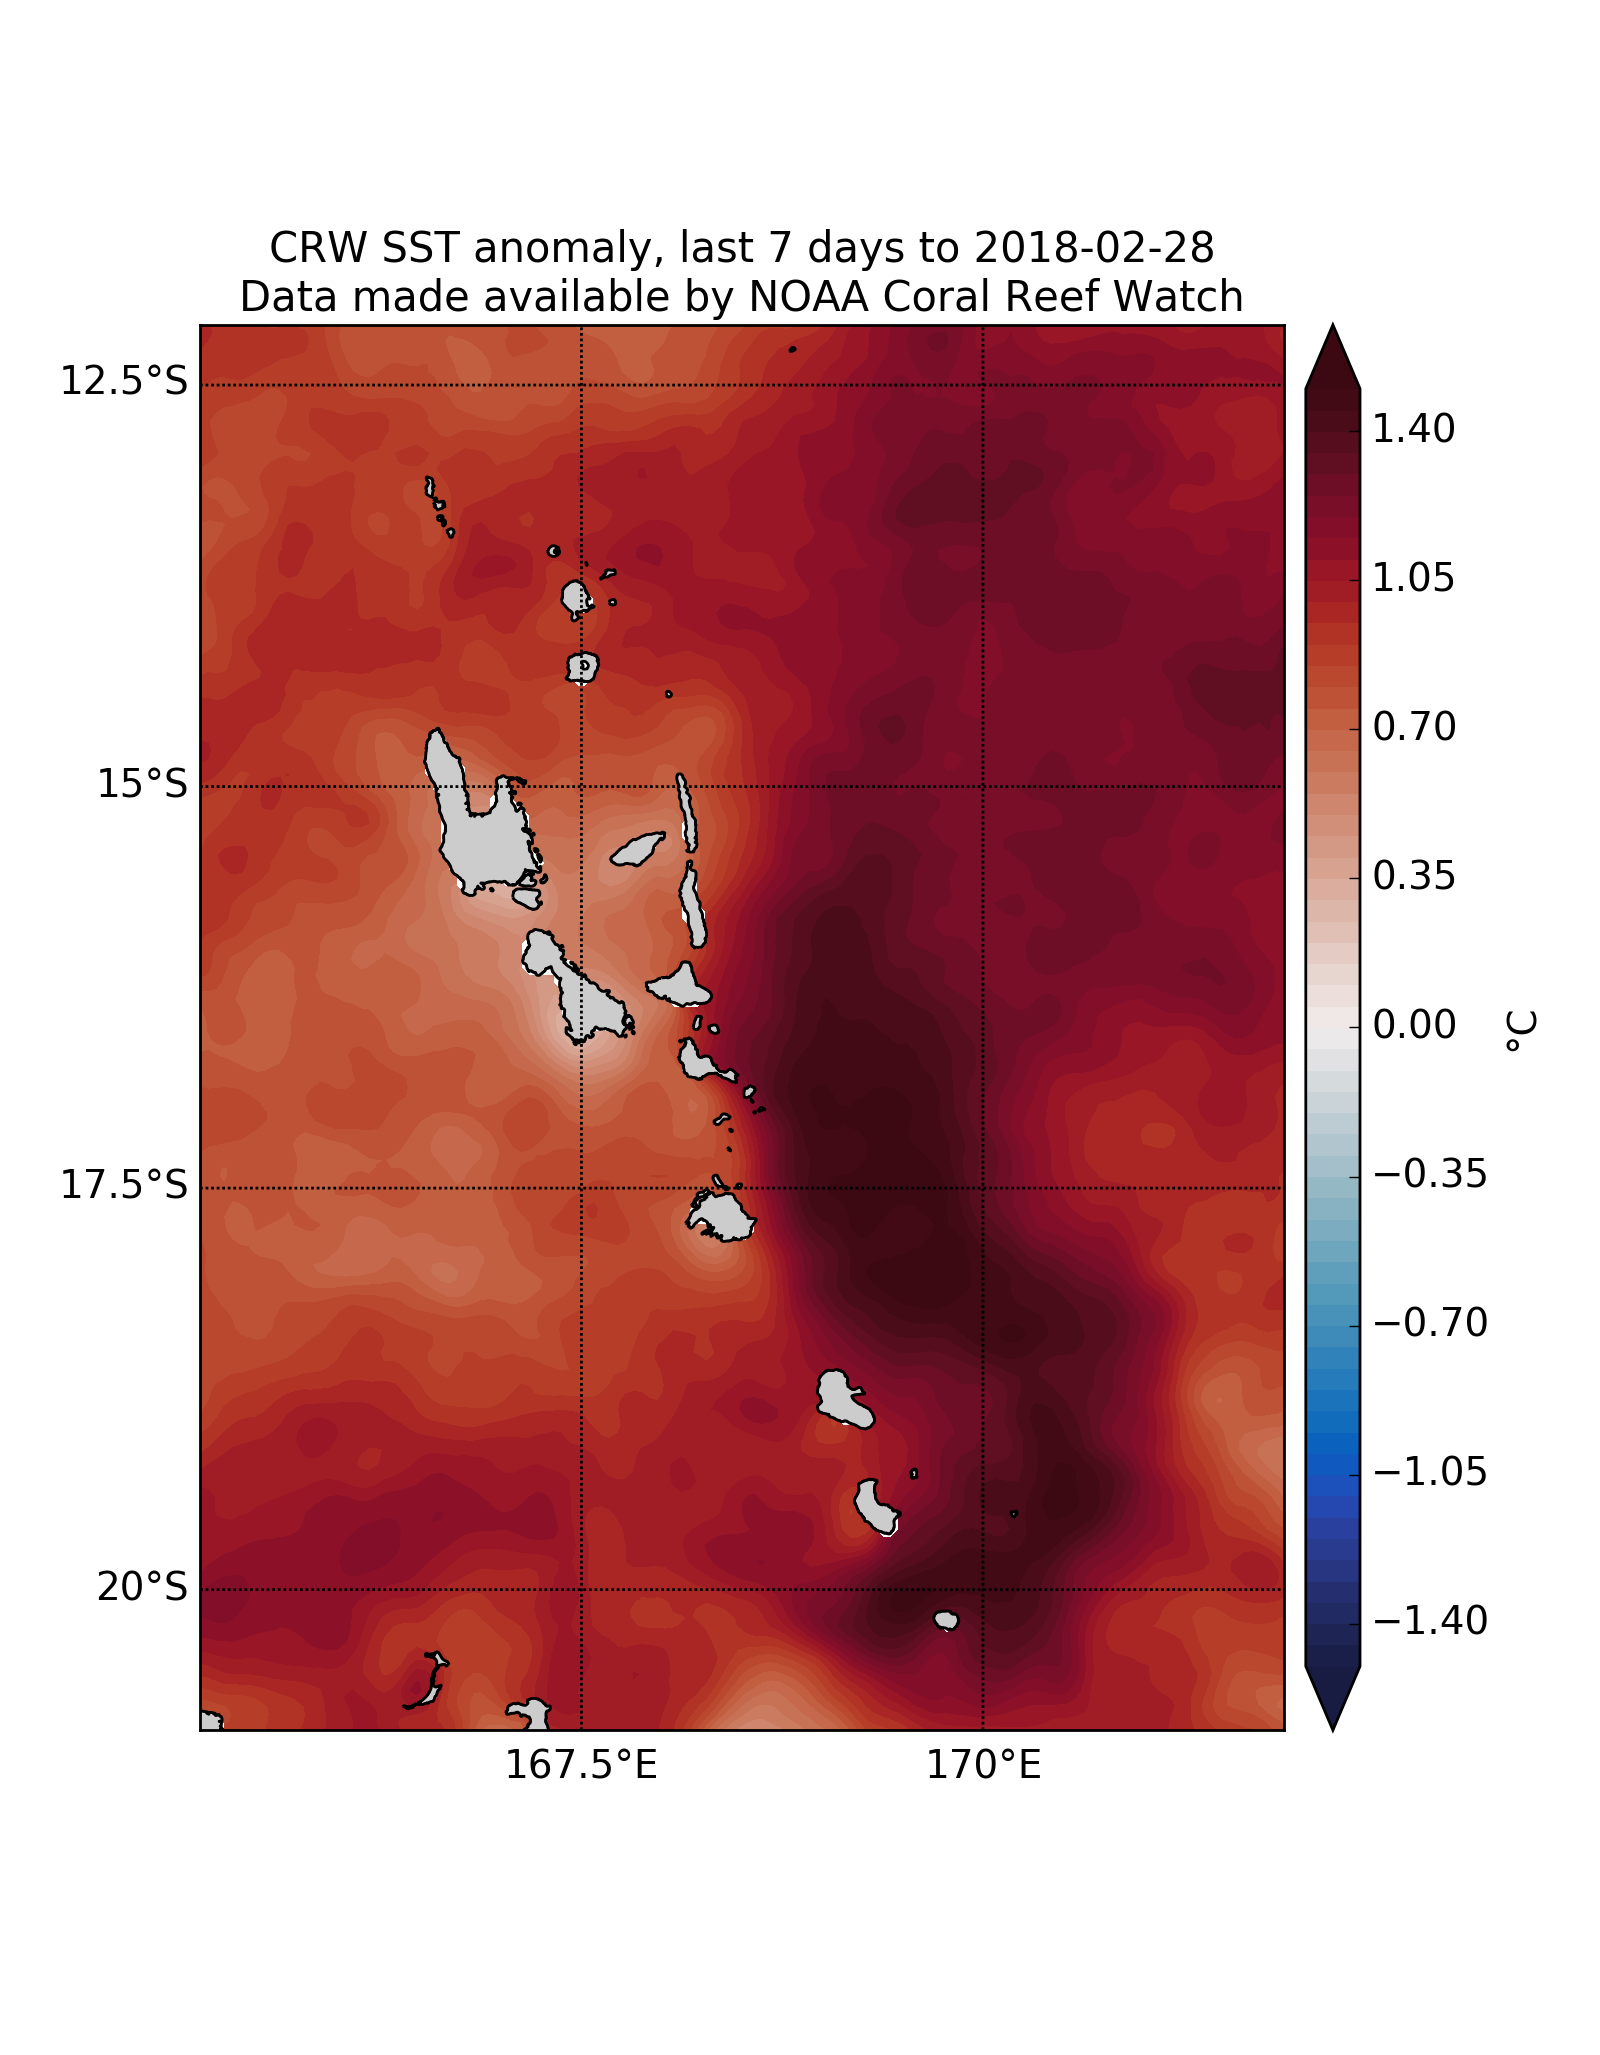 CRW SST anomaly, last 7 days to 2018-02-28
Data made available by NOAA Coral Reef Watch
12.5°S
15°S
17.5°S
20°S
167.5°E
170°E
1.40
1.05
0.70
0.35
0.00
−0.35
−0.70
−1.05
−1.40
°C